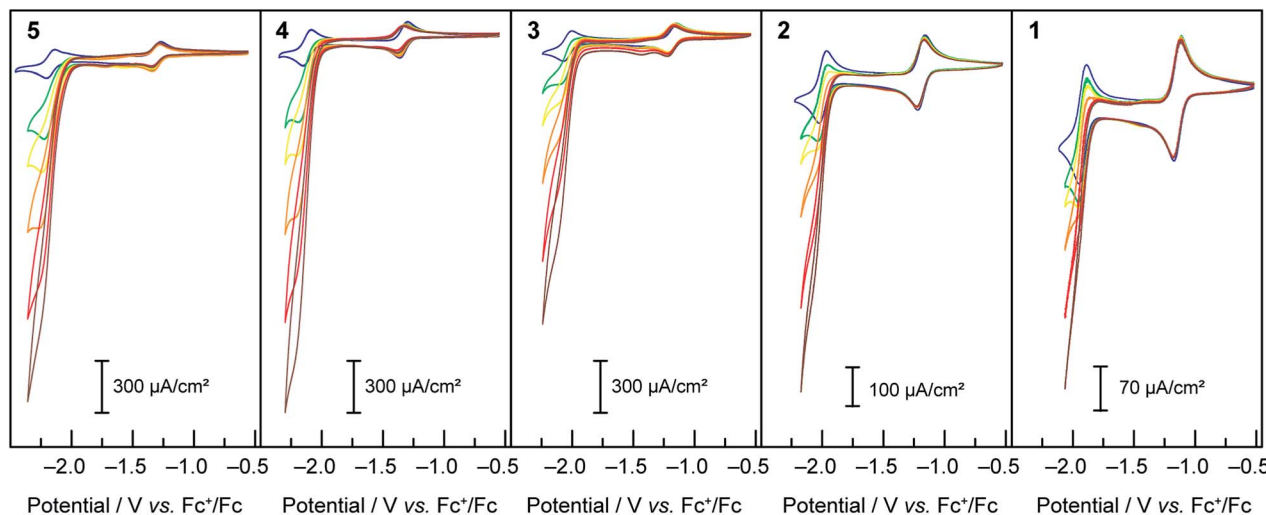 5 4 3 2 1
300 µA/cm² 300 µA/cm² 300 µA/cm² 100 µA/cm² 70 µA/cm²
–2.0 –1.5 –1.0 –0.5 –2.0 –1.5 –1.0 –0.5 –2.0 –1.5 –1.0 –0.5 –2.0 –1.5 –1.0 –0.5 –2.0 –1.5 –1.0 –0.5
Potential / V vs. Fc⁺/Fc Potential / V vs. Fc⁺/Fc Potential / V vs. Fc⁺/Fc Potential / V vs. Fc⁺/Fc Potential / V vs. Fc⁺/Fc